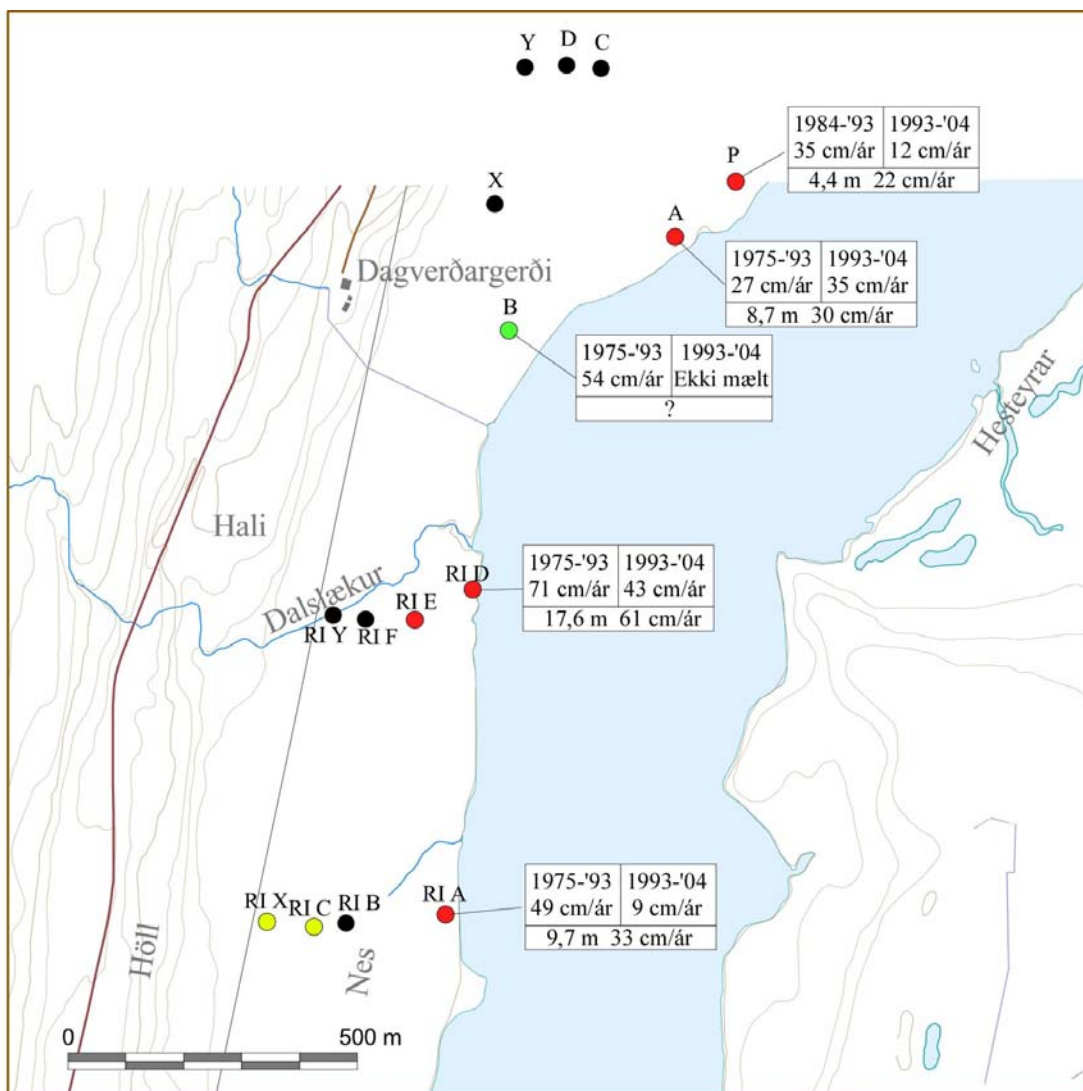 Y D C
1984-'93 1993-'04
35 cm/ár 12 cm/ár
4,4 m 22 cm/ár
P
X
A
1975-'93 1993-'04
27 cm/ár 35 cm/ár
8,7 m 30 cm/ár
Dagverðargerði
B
1975-'93 1993-'04
54 cm/ár Ekki mælt
?
Hesteyrar
Hali
Dalslækur
RI D
1975-'93 1993-'04
71 cm/ár 43 cm/ár
17,6 m 61 cm/ár
RI E
RI Y RI F
1975-'93 1993-'04
49 cm/ár 9 cm/ár
9,7 m 33 cm/ár
RI X RI C RI B RI A
Höll
Nes
0 500 m